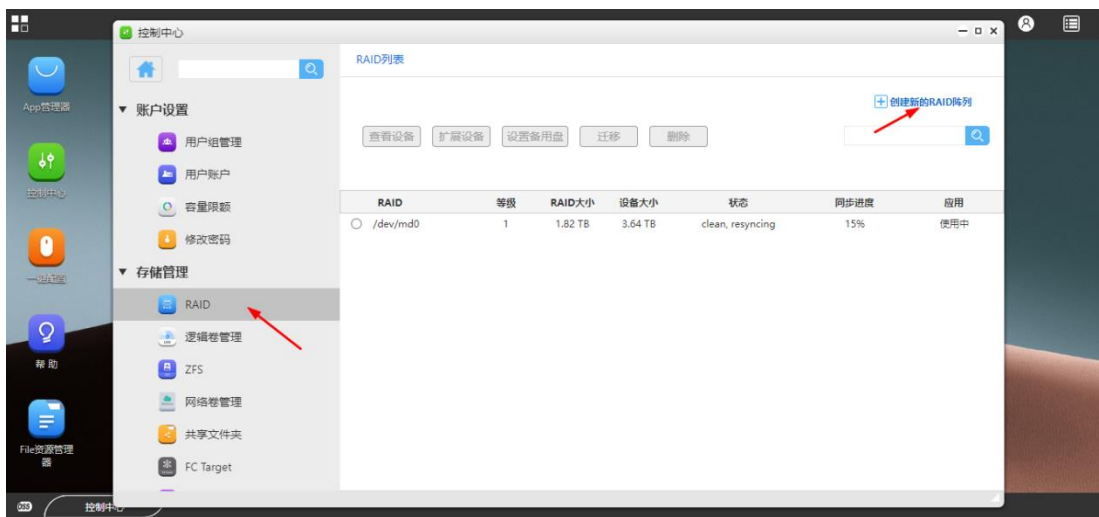 控制中心
RAID列表
App管理器
▼ 账户设置
+ 创建新的RAID阵列
用户组管理
查看设备 扩展设备 设置备用盘 迁移 删除
用户账户
控制中心
容量限额
RAID 等级 RAID大小 设备大小 状态 同步进度 应用
/dev/md0 1 1.82 TB 3.64 TB clean, resyncing 15% 使用中
修改密码
▼ 存储管理
RAID
逻辑卷管理
帮 助
ZFS
网络卷管理
共享文件夹
File资源管理
器
FC Target
OSS 控制中心